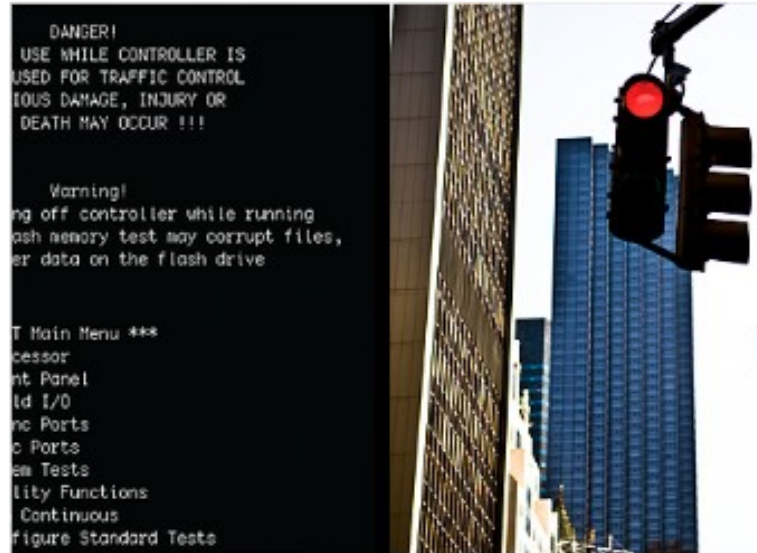 DANGER!
USE WHILE CONTROLLER IS
USED FOR TRAFFIC CONTROL
IOUS DAMAGE, INJURY OR
DEATH MAY OCCUR !!!
Warning!
ng off controller while running
ash memory test may corrupt files,
er data on the flash drive
T Main Menu ***
cessor
nt Panel
ld I/O
nc Ports
c Ports
em Tests
lity Functions
Continuous
figure Standard Tests